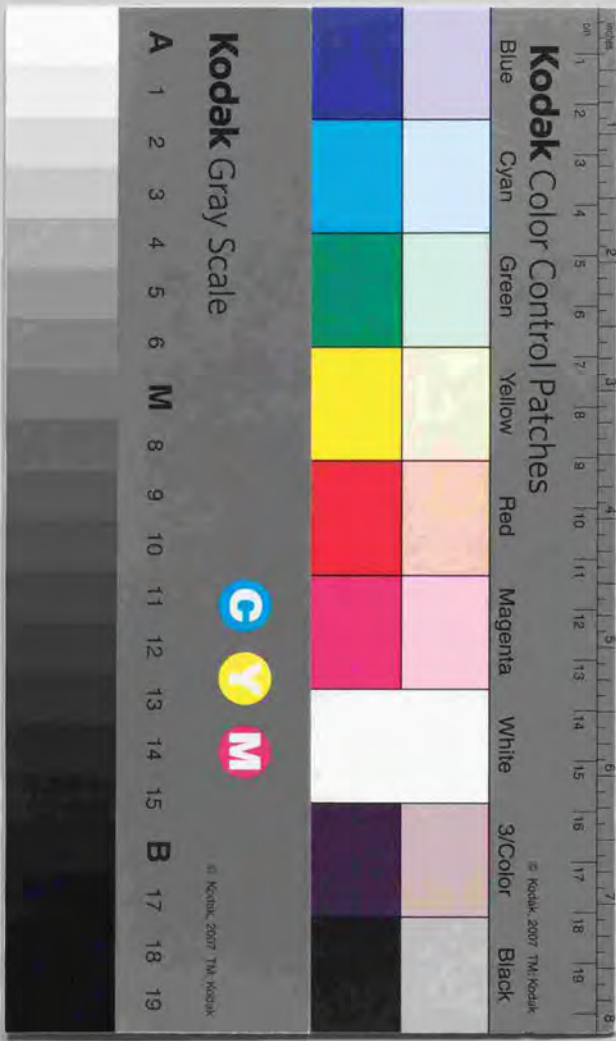 inches 1 2 3 4 5 6 7 8
cm 1 2 3 4 5 6 7 8 9 10 11 12 13 14 15 16 17 18 19
Kodak Color Control Patches
© Kodak, 2007 TM: Kodak
Blue Cyan Green Yellow Red Magenta White 3/Color Black
Kodak Gray Scale
C Y M
© Kodak, 2007 TM: Kodak
A 1 2 3 4 5 6 M 8 9 10 11 12 13 14 15 B 17 18 19